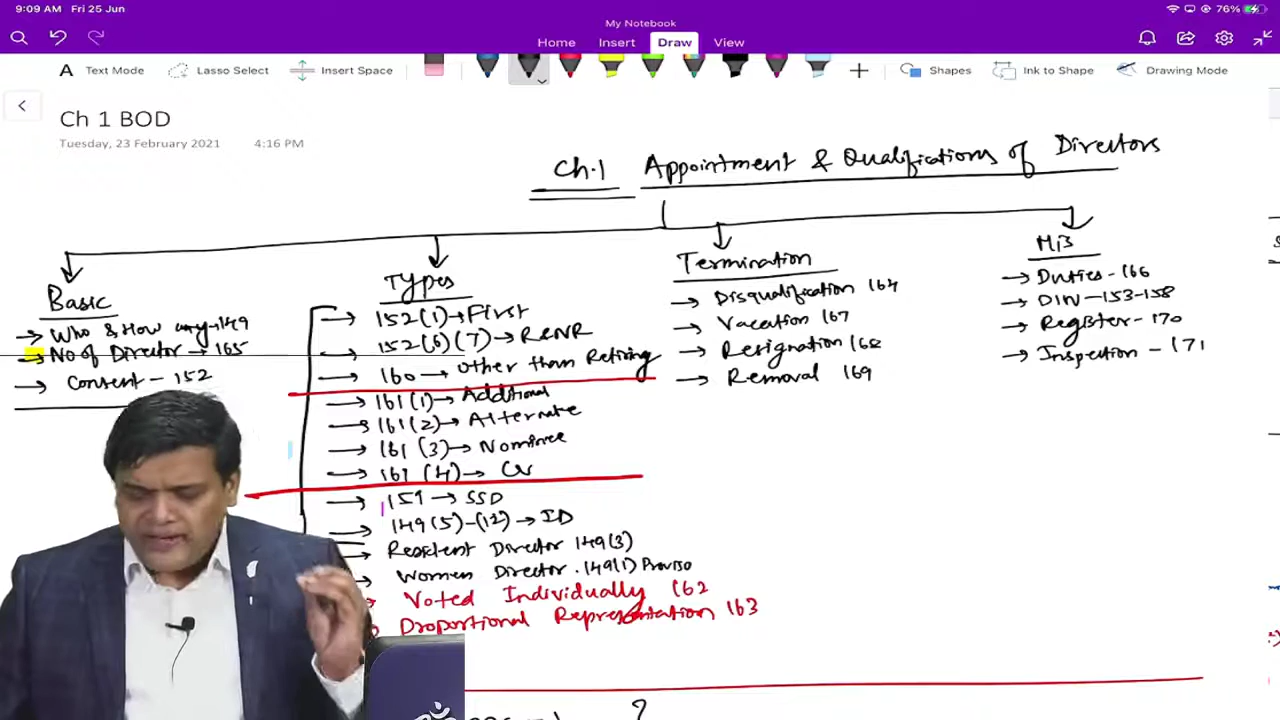 9:09 AM Fri 25 Jun
76%
My Notebook
Home Insert Draw View
Text Mode Lasso Select Insert Space Shapes Ink to Shape Drawing Mode
Ch 1 BOD
Tuesday, 23 February 2021 4:16 PM
Ch.1 Appointment & Qualifications of Directors
Basic
Who & How many - 149
No of Director → 165
Consent - 152
Types
152(1) → First
152(6)(7) → RENR
160 → Other than Retiring
161(1) → Additional
161(2) → Alternate
161(3) → Nominee
161(4) → CV
151 → SSD
149(5)-(12) → ID
Resident Director 149(3)
Women Director. 149(1) Proviso
Voted Individually 162
Proportional Representation 163
Termination
Disqualification 164
Vacation 167
Resignation 168
Removal 169
MB
Duties - 166
DIN - 153-158
Register - 170
Inspection - 171